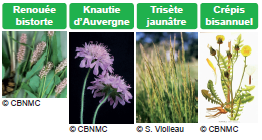 Renouée
bistorte
© CBNMC
Knautie
d'Auvergne
© CBNMC
Trisète
jaunâtre
© S. Violleau
Crépis
bisannuel
© CBNMC